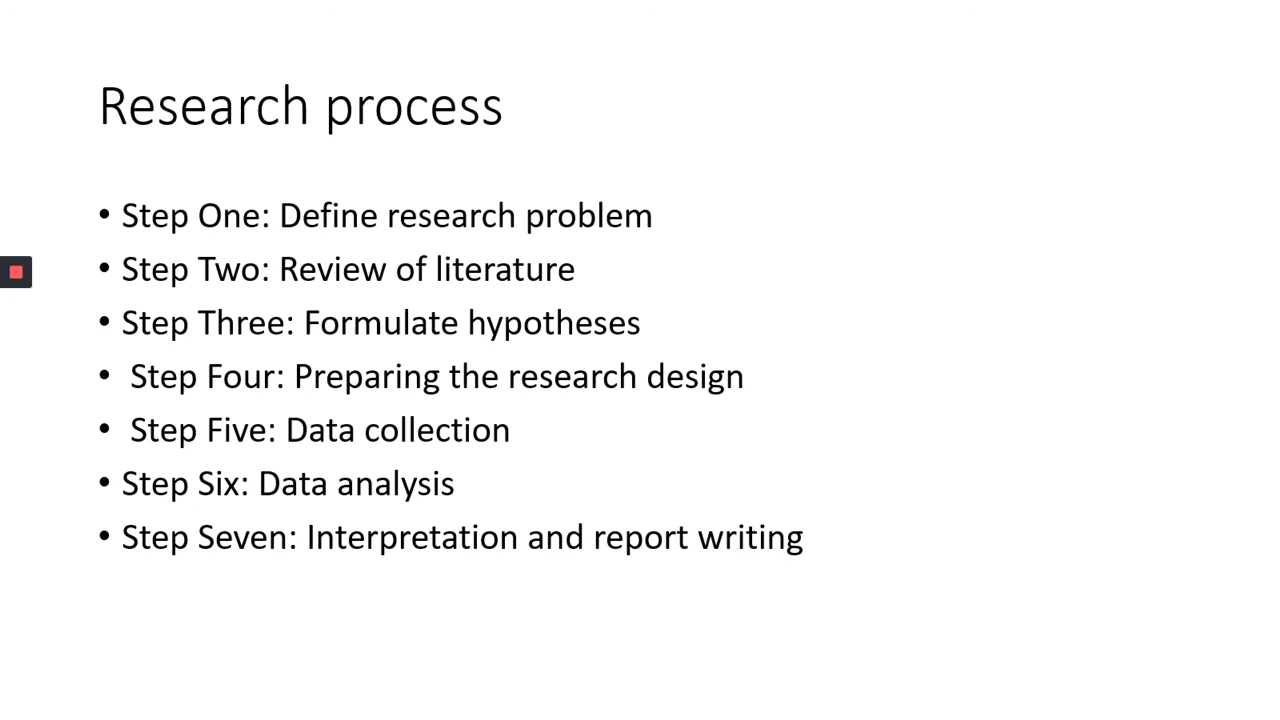 Research process
• Step One: Define research problem
• Step Two: Review of literature
• Step Three: Formulate hypotheses
• Step Four: Preparing the research design
• Step Five: Data collection
• Step Six: Data analysis
• Step Seven: Interpretation and report writing